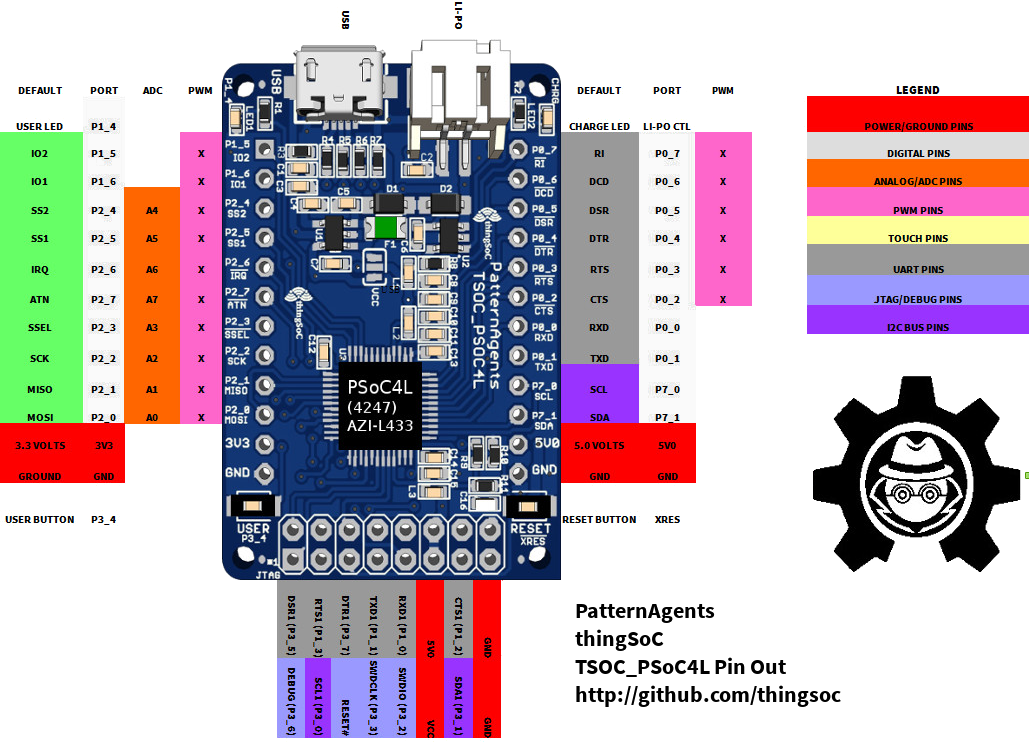 USB
LI-PO
DEFAULT PORT ADC PWM
USER LED P1_4
IO2 P1_5 X
IO1 P1_6 X
SS2 P2_4 A4 X
SS1 P2_5 A5 X
IRQ P2_6 A6 X
ATN P2_7 A7 X
SSEL P2_3 A3 X
SCK P2_2 A2 X
MISO P2_1 A1 X
MOSI P2_0 A0 X
3.3 VOLTS 3V3
GROUND GND
USER BUTTON P3_4
USB
P1_4
LED1
R1
R2
LED2
CHRG
P1_5
IO2
P1_6
IO1
P2_4
SS2
P2_5
SS1
P2_6
IRQ
P2_7
ATN
P2_3
SSEL
P2_2
SCK
P2_1
MISO
P2_0
MOSI
3V3
GND
R3
C1
C3
R4 R5 R6 R7
C2
C4
C5
D1
D2
U1
F1
C6
U2
C7
VCC
USB
thingSoC
thingSoC
PatternAgents
TSOC_PSOC4L
R8
C8
C9
C10
C11
C13
L2
C12
U3
PSoC4L
(4247)
AZI-L433
C14
C15
L3
R9
R10
R11
C16
P0_7
RI
P0_6
DCD
P0_5
DSR
P0_4
DTR
P0_3
RTS
P0_2
CTS
P0_0
RXD
P0_1
TXD
P7_0
SCL
P7_1
SDA
5V0
GND
USER
P3_4
RESET
XRES
JTAG
DEFAULT PORT PWM
CHARGE LED LI-PO CTL
RI P0_7 X
DCD P0_6 X
DSR P0_5 X
DTR P0_4 X
RTS P0_3 X
CTS P0_2 X
RXD P0_0
TXD P0_1
SCL P7_0
SDA P7_1
5.0 VOLTS 5V0
GND GND
RESET BUTTON XRES
LEGEND
POWER/GROUND PINS
DIGITAL PINS
ANALOG/ADC PINS
PWM PINS
TOUCH PINS
UART PINS
JTAG/DEBUG PINS
I2C BUS PINS
DSR1 (P3_5)
RTS1 (P1_3)
DTR1 (P3_7)
TXD1 (P1_1)
RXD1 (P1_0)
5V0
CTS1 (P1_2)
GND
DEBUG (P3_6)
SCL1 (P3_0)
RESET#
SWDCLK (P3_3)
SWDIO (P3_2)
VCC
SDA1 (P3_1)
GND
PatternAgents
thingSoC
TSOC_PSoC4L Pin Out
http://github.com/thingsoc